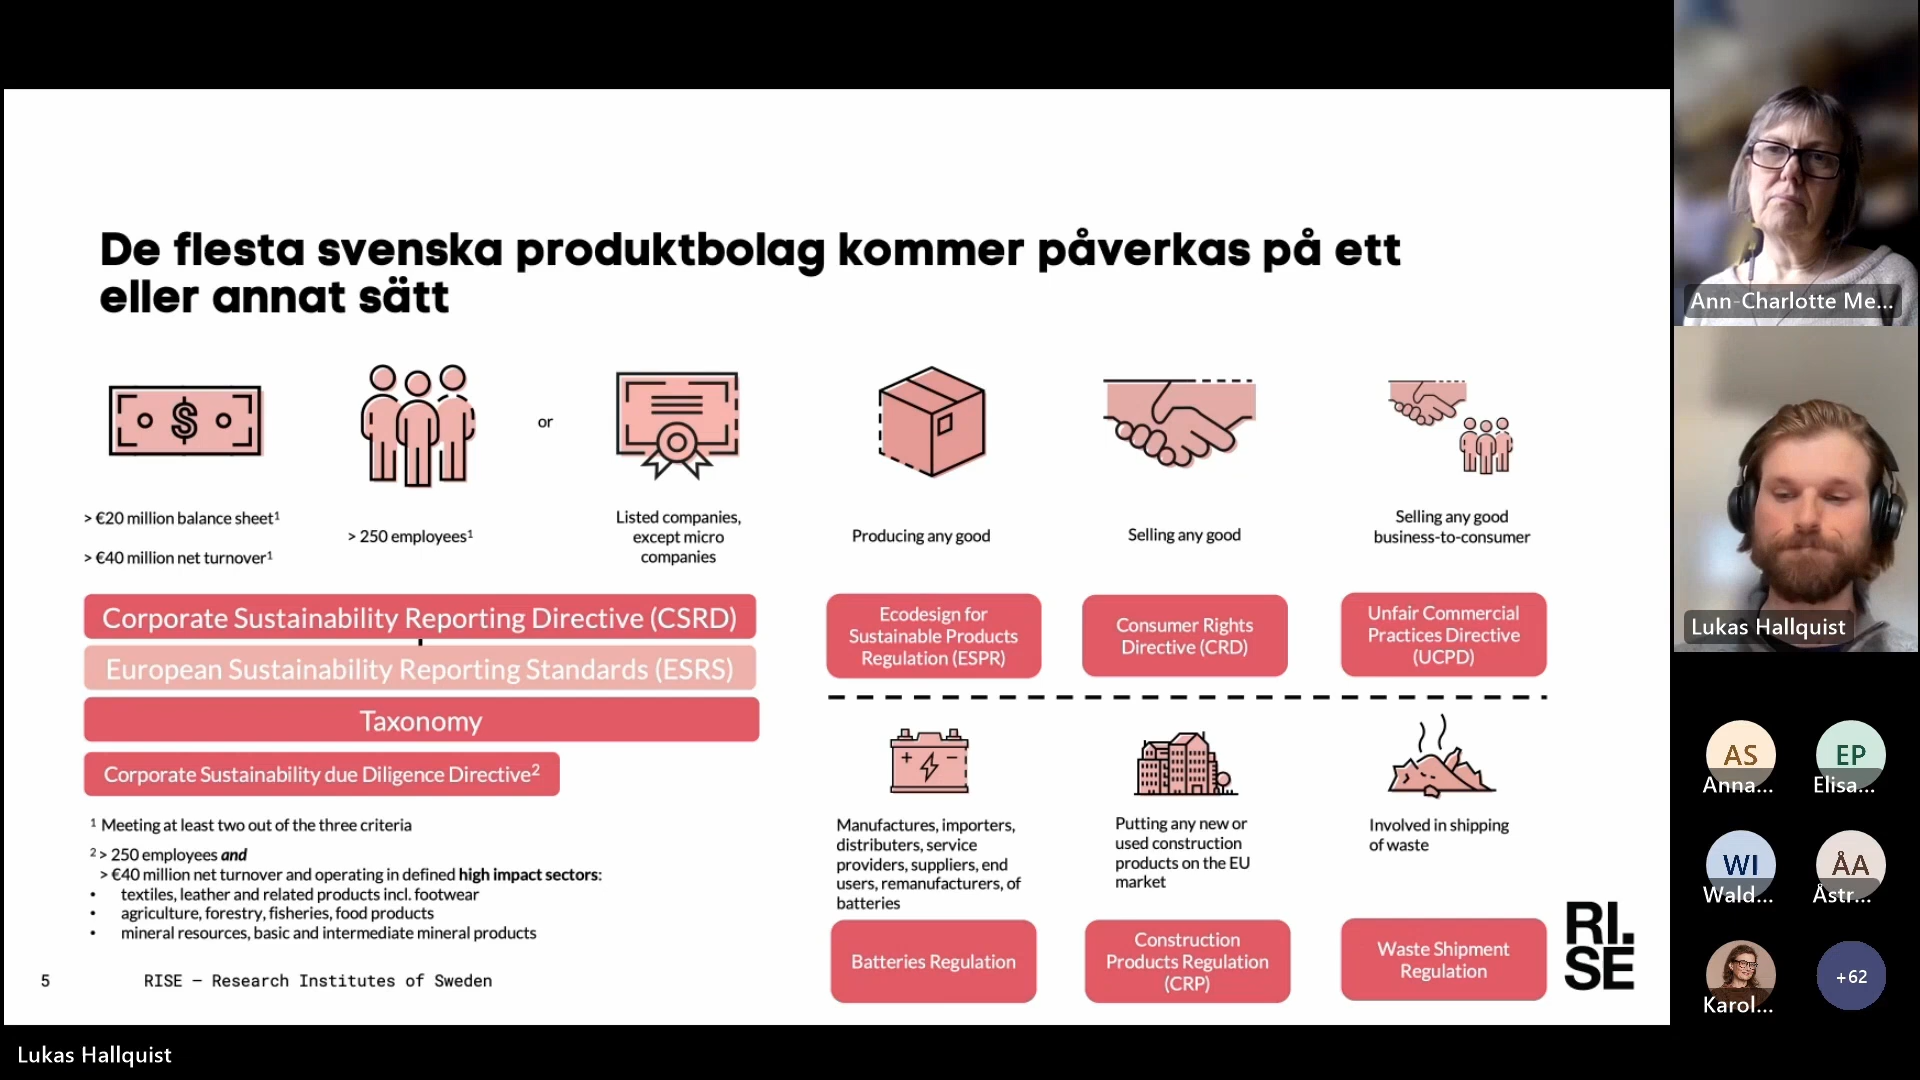 De flesta svenska produktbolag kommer påverkas på ett
eller annat sätt
$
or
> €20 million balance sheet¹
> €40 million net turnover¹
> 250 employees¹
Listed companies,
except micro
companies
Producing any good
Selling any good
Selling any good
business-to-consumer
Corporate Sustainability Reporting Directive (CSRD)
European Sustainability Reporting Standards (ESRS)
Taxonomy
Corporate Sustainability due Diligence Directive²
¹ Meeting at least two out of the three criteria
² > 250 employees and
> €40 million net turnover and operating in defined high impact sectors:
• textiles, leather and related products incl. footwear
• agriculture, forestry, fisheries, food products
• mineral resources, basic and intermediate mineral products
Ecodesign for
Sustainable Products
Regulation (ESPR)
Consumer Rights
Directive (CRD)
Unfair Commercial
Practices Directive
(UCPD)
Manufactures, importers,
distributors, service
providers, suppliers, end
users, remanufacturers, of
batteries
Putting any new or
used construction
products on the EU
market
Involved in shipping
of waste
Batteries Regulation
Construction
Products Regulation
(CRP)
Waste Shipment
Regulation
5
RISE — Research Institutes of Sweden
RI.
SE
Ann-Charlotte Me...
Lukas Hallquist
AS
Anna...
EP
Elisa...
WI
Wald...
ÅA
Åstr...
Karol...
+62
Lukas Hallquist